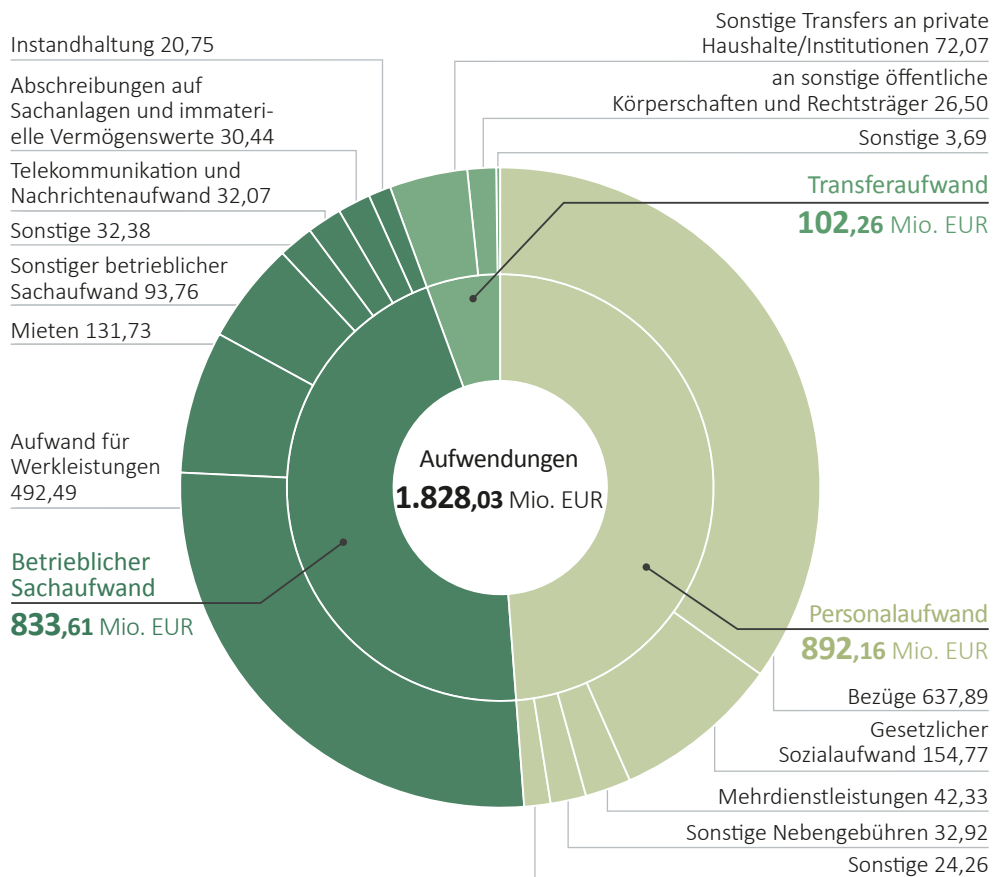 Instandhaltung 20,75
Abschreibungen auf
Sachanlagen und immateri-
elle Vermögenswerte 30,44
Telekommunikation und
Nachrichtenaufwand 32,07
Sonstige 32,38
Sonstiger betrieblicher
Sachaufwand 93,76
Mieten 131,73
Aufwand für
Werkleistungen
492,49
Betrieblicher
Sachaufwand
833,61 Mio. EUR
Aufwendungen
1.828,03 Mio. EUR
Sonstige Transfers an private
Haushalte/Institutionen 72,07
an sonstige öffentliche
Körperschaften und Rechtsträger 26,50
Sonstige 3,69
Transferaufwand
102,26 Mio. EUR
Personalaufwand
892,16 Mio. EUR
Bezüge 637,89
Gesetzlicher
Sozialaufwand 154,77
Mehrdienstleistungen 42,33
Sonstige Nebengebühren 32,92
Sonstige 24,26